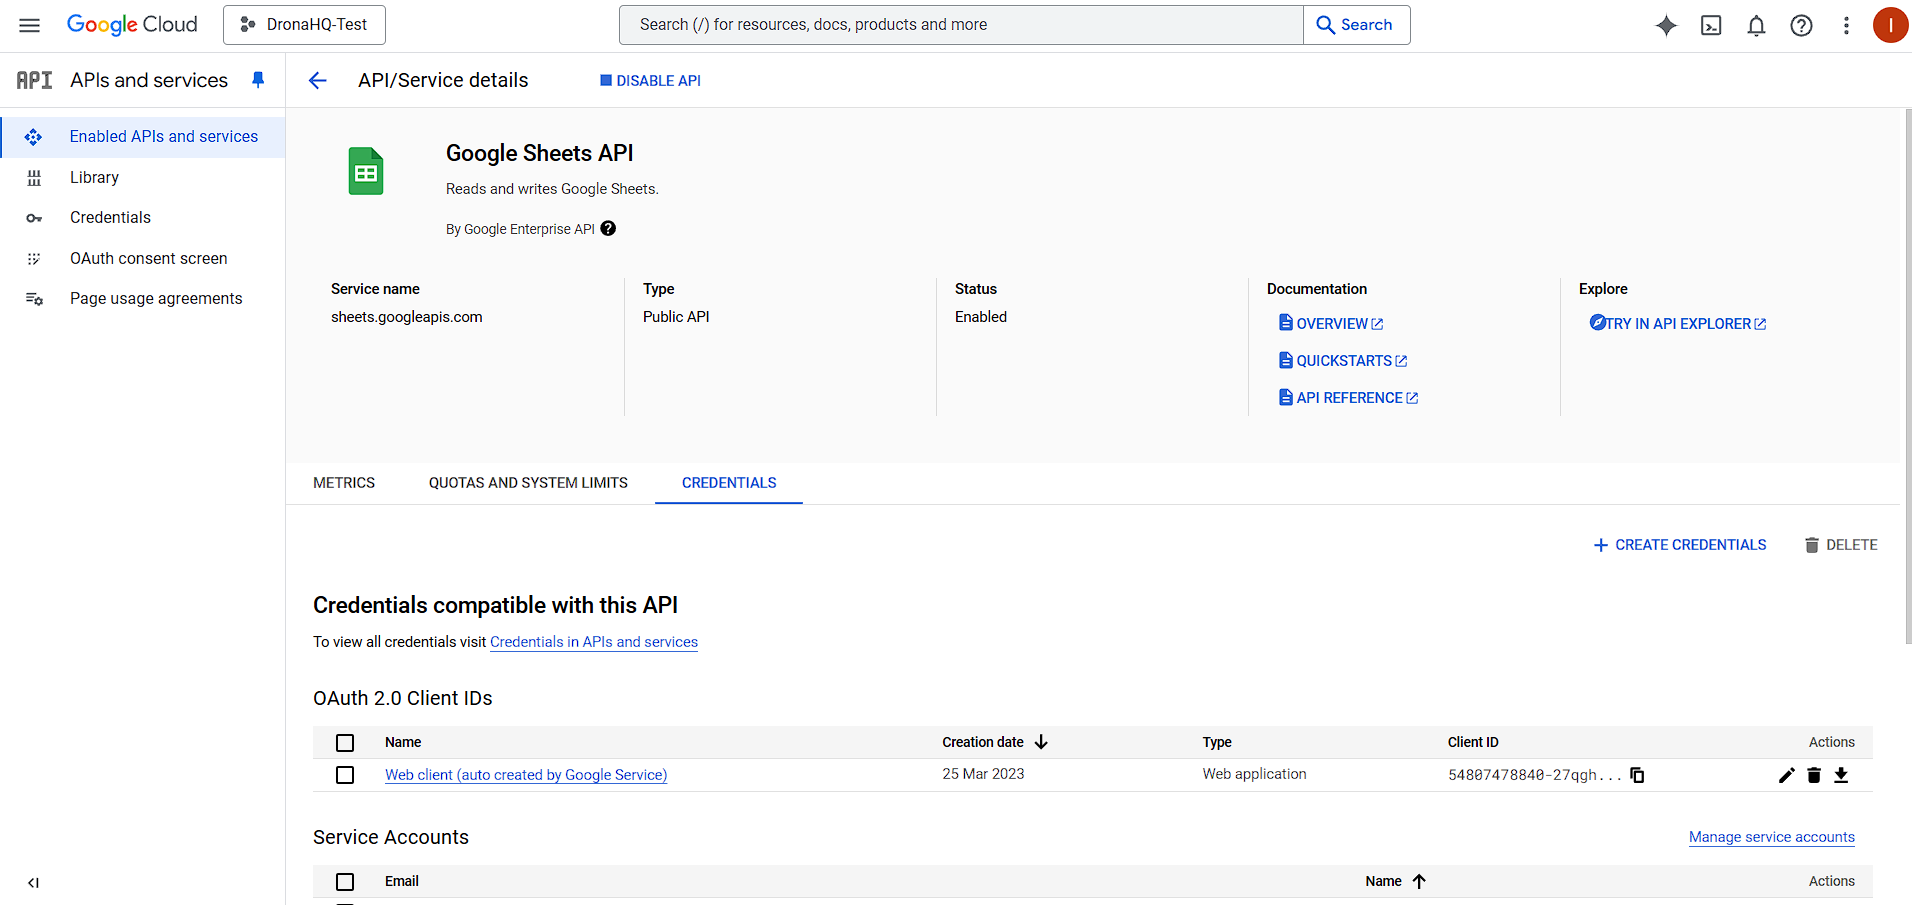 Google Cloud
DronaHQ-Test
Search (/) for resources, docs, products and more
Search
I
API
APIs and services
API/Service details
DISABLE API
Enabled APIs and services
Library
Credentials
OAuth consent screen
Page usage agreements
Google Sheets API
Reads and writes Google Sheets.
By Google Enterprise API
Service name
sheets.googleapis.com
Type
Public API
Status
Enabled
Documentation
OVERVIEW
QUICKSTARTS
API REFERENCE
Explore
TRY IN API EXPLORER
METRICS
QUOTAS AND SYSTEM LIMITS
CREDENTIALS
CREATE CREDENTIALS
DELETE
Credentials compatible with this API
To view all credentials visit Credentials in APIs and services
OAuth 2.0 Client IDs
Name Creation date Type Client ID Actions
Web client (auto created by Google Service) 25 Mar 2023 Web application 54807478840-27qgh...
Service Accounts
Manage service accounts
Email Name Actions